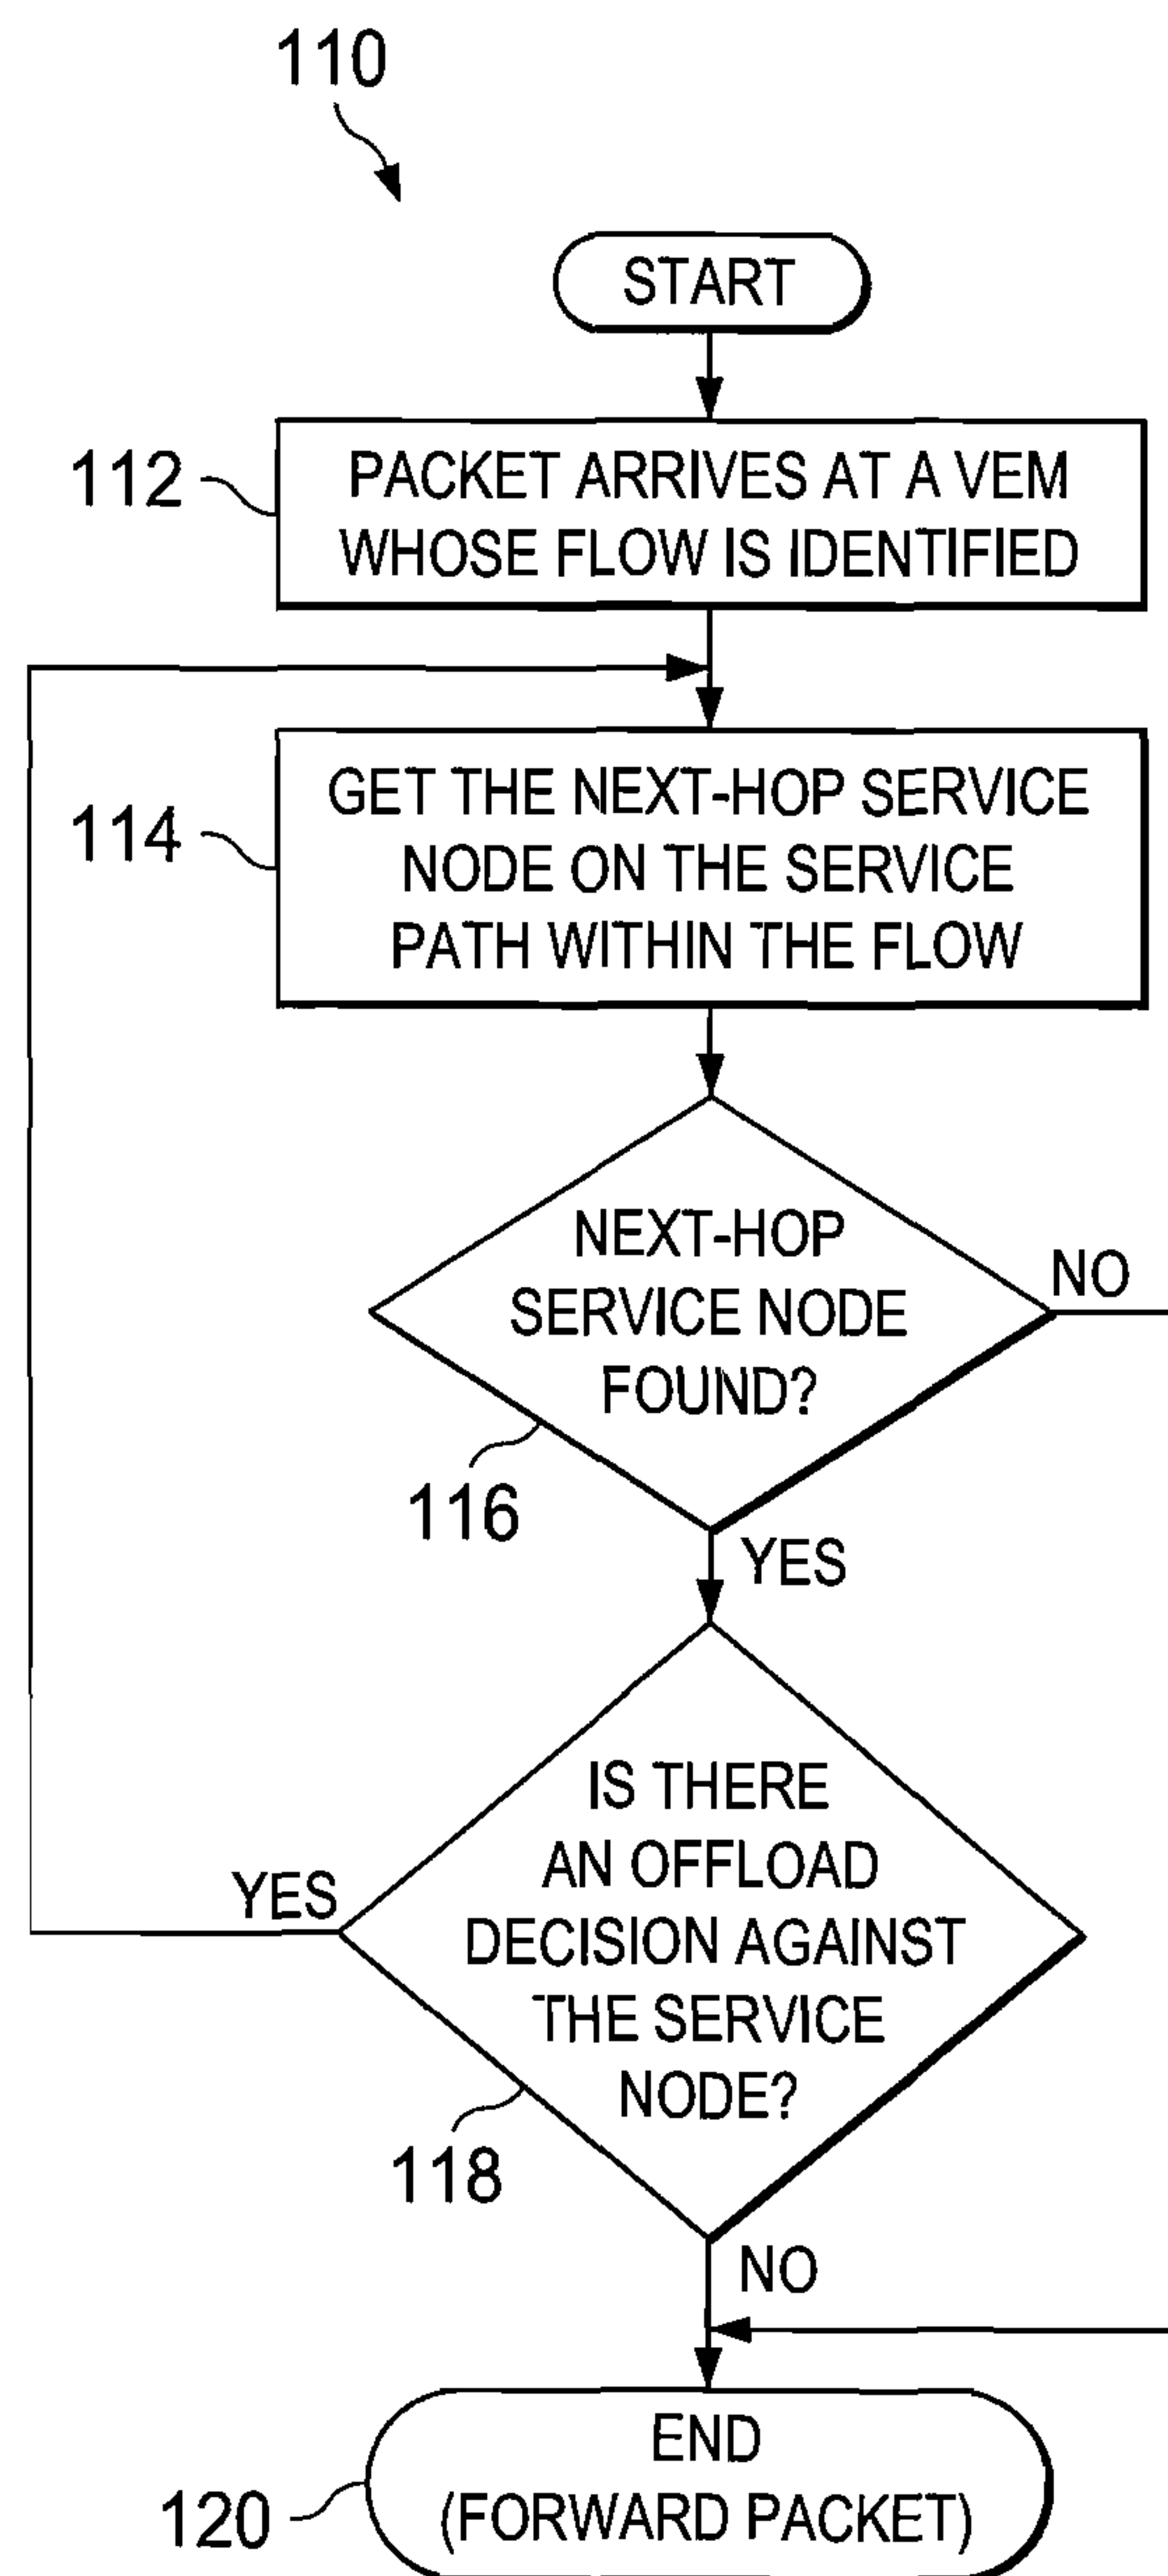 110
START
112
PACKET ARRIVES AT A VEM
WHOSE FLOW IS IDENTIFIED
114
GET THE NEXT-HOP SERVICE
NODE ON THE SERVICE
PATH WITHIN THE FLOW
NEXT-HOP
SERVICE NODE
FOUND?
NO
116
YES
IS THERE
AN OFFLOAD
DECISION AGAINST
THE SERVICE
NODE?
YES
118
NO
END
(FORWARD PACKET)
120